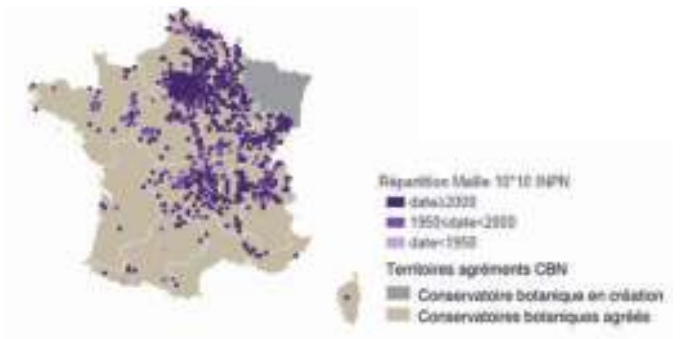 Répartition Maille 10*10 INPN
date≥2000
1950≤date<2000
date<1950
Territoires agréments CBN
Conservatoire botanique en création
Conservatoires botaniques agréés